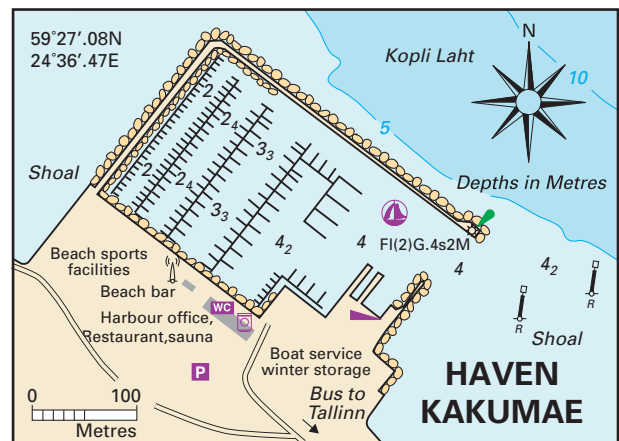 59°27'.08N
24°36'.47E
Kopli Laht
N
10
5
Depths in Metres
Shoal
2
2₄
3₃
2
2₄
3₃
4₂
4
Fl(2)G.4s2M
4
4₂
R
R
Shoal
Beach sports
facilities
Beach bar
WC
Harbour office,
Restaurant,sauna
P
Boat service
winter storage
Bus to
Tallinn
0 100
Metres
HAVEN
KAKUMAE